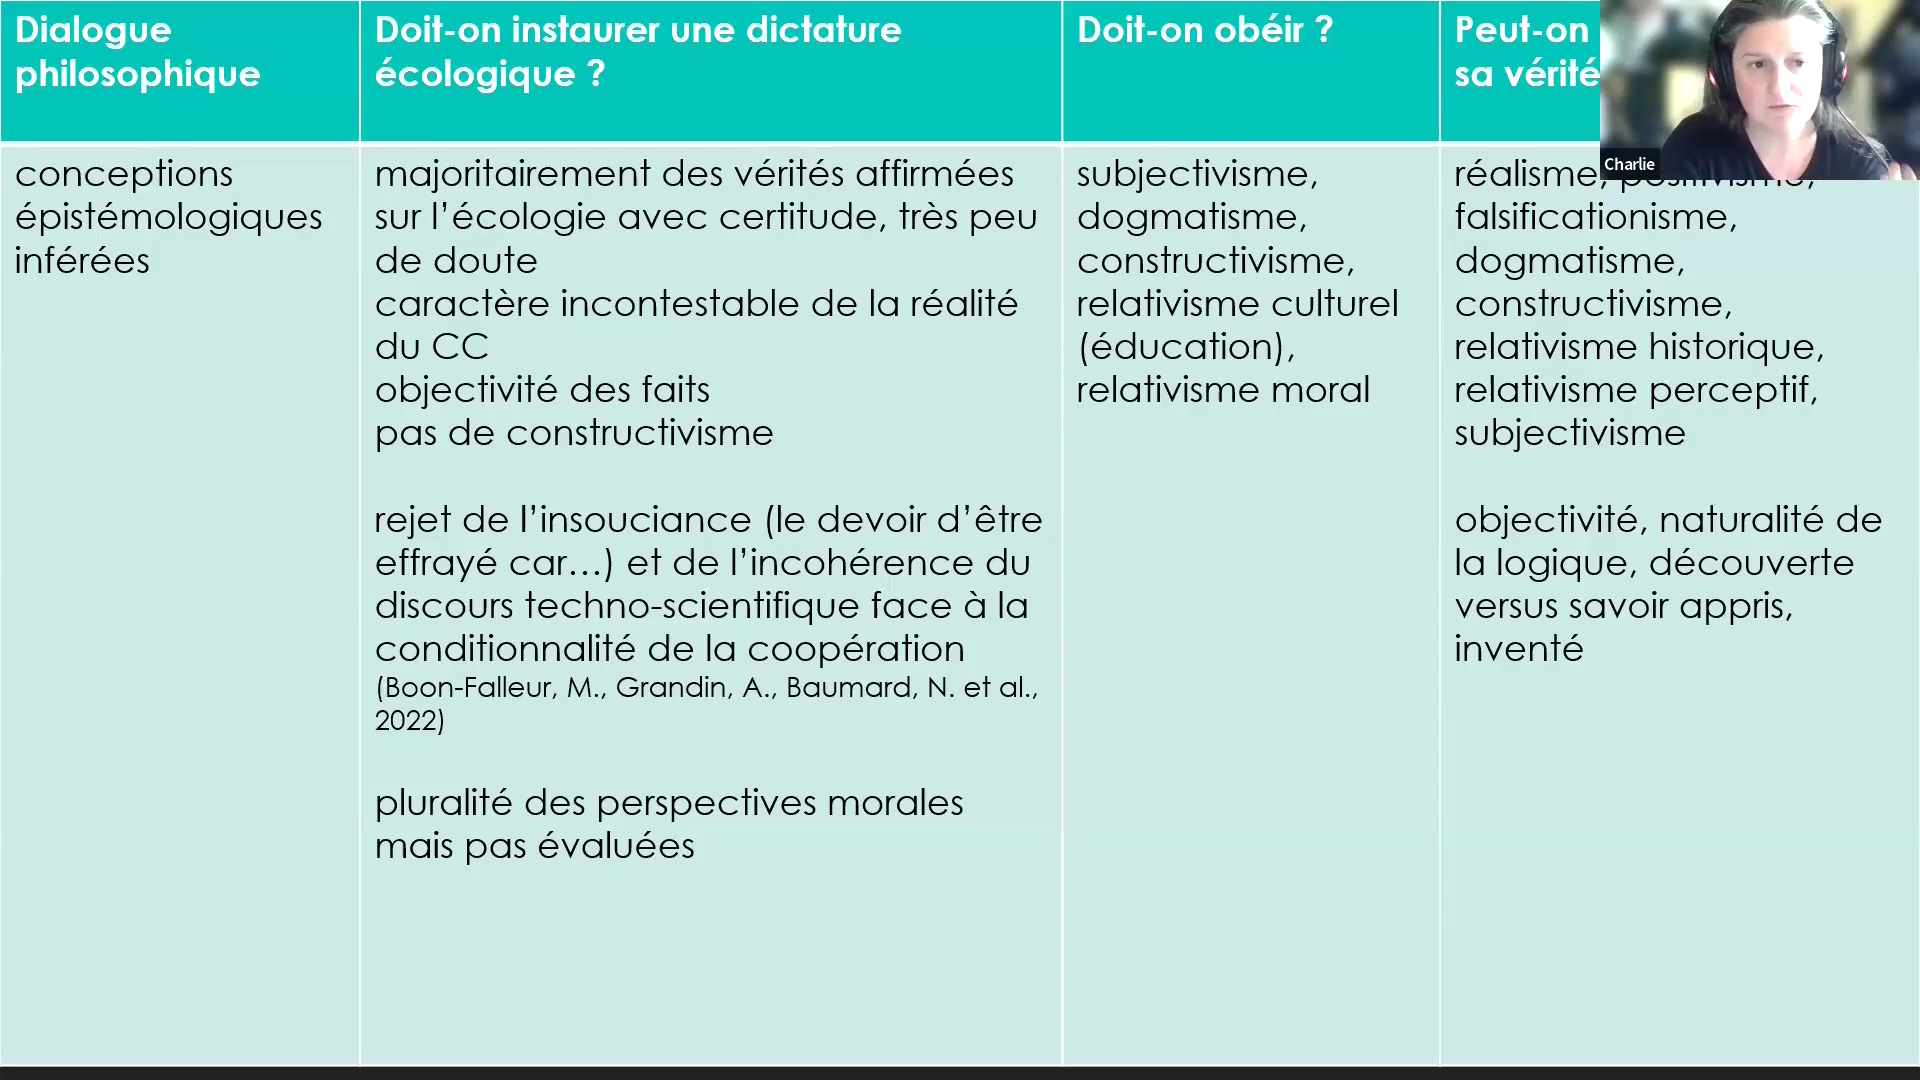 Dialogue
philosophique
Doit-on instaurer une dictature
écologique ?
Doit-on obéir ?
Peut-on
sa vérité
Charlie
conceptions
épistémologiques
inférées
majoritairement des vérités affirmées
sur l’écologie avec certitude, très peu
de doute
caractère incontestable de la réalité
du CC
objectivité des faits
pas de constructivisme
rejet de l’insouciance (le devoir d’être
effrayé car…) et de l’incohérence du
discours techno-scientifique face à la
conditionnalité de la coopération
(Boon-Falleur, M., Grandin, A., Baumard, N. et al.,
2022)
pluralité des perspectives morales
mais pas évaluées
subjectivisme,
dogmatisme,
constructivisme,
relativisme culturel
(éducation),
relativisme moral
réalisme, positivisme,
falsificationisme,
dogmatisme,
constructivisme,
relativisme historique,
relativisme perceptif,
subjectivisme
objectivité, naturalité de
la logique, découverte
versus savoir appris,
inventé